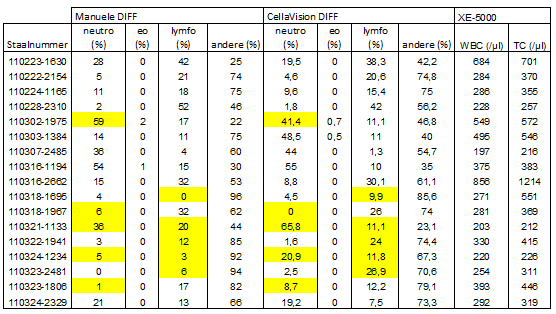 Manuele DIFF CellaVision DIFF XE-5000
Staalnummer neutro (%) eo (%) lymfo (%) andere (%) neutro (%) eo (%) lymfo (%) andere (%) WBC (/µl) TC (/µl)
110223-1630 28 0 42 25 19,5 0 38,3 42,2 684 701
110222-2154 5 0 21 74 4,6 0 20,6 74,8 284 370
110224-1165 11 0 18 75 9,6 0 15,4 75 286 355
110228-2310 2 0 52 46 1,8 0 42 56,2 228 257
110302-1975 59 2 17 22 41,4 0,7 11,1 46,8 549 572
110303-1384 14 0 11 75 48,5 0,5 11 40 495 546
110307-2485 36 0 4 60 44 0 1,3 54,7 197 216
110316-1194 54 1 15 30 55 0 10 35 375 383
110316-2662 15 0 32 53 8,8 0 30,1 61,1 856 1214
110318-1695 4 0 0 96 4,5 0 9,9 85,6 271 551
110318-1967 6 0 32 62 0 0 26 74 281 369
110321-1133 36 0 20 44 65,8 0 11,1 23,1 203 212
110322-1941 3 0 12 85 1,6 0 24 74,4 330 415
110324-1234 5 0 3 92 20,9 0 11,8 67,3 220 226
110323-2481 0 0 6 94 2,5 0 26,9 70,6 254 311
110323-1806 1 0 17 82 8,7 0 12,2 79,1 393 446
110324-2329 21 0 13 66 19,2 0 7,5 73,3 292 319